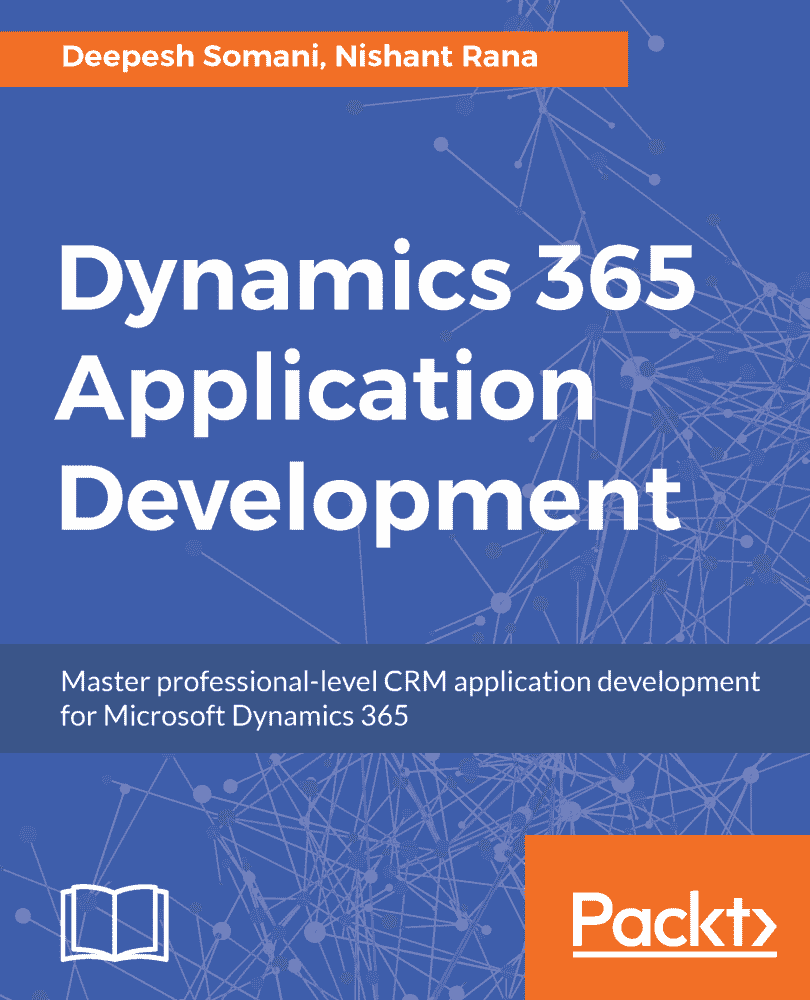 Deepesh Somani, Nishant Rana
Dynamics 365
Application
Development
Master professional-level CRM application development
for Microsoft Dynamics 365
Packt